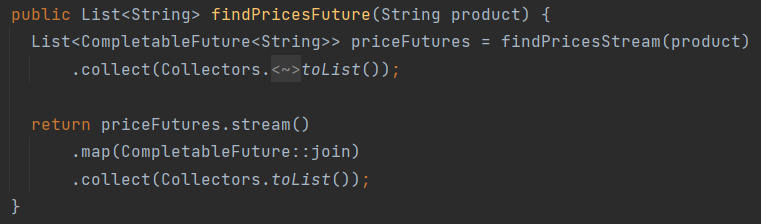 public List<String> findPricesFuture(String product) {
  List<CompletableFuture<String>> priceFutures = findPricesStream(product)
      .collect(Collectors.<~>toList());

  return priceFutures.stream()
      .map(CompletableFuture::join)
      .collect(Collectors.toList());
}